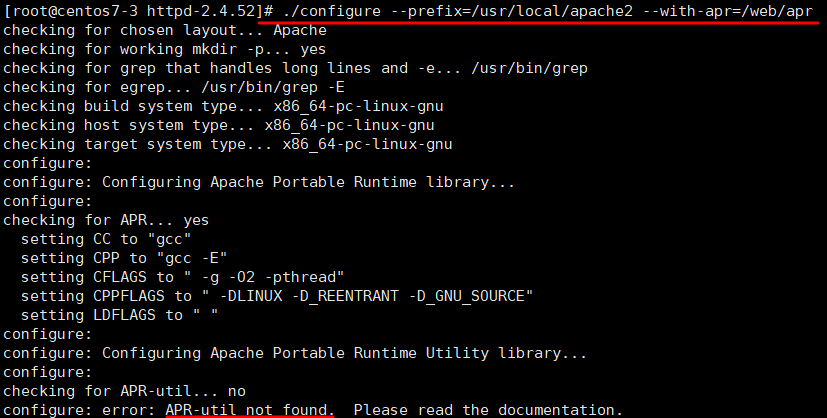 [root@centos7-3 httpd-2.4.52]# ./configure --prefix=/usr/local/apache2 --with-apr=/web/apr
checking for chosen layout... Apache
checking for working mkdir -p... yes
checking for grep that handles long lines and -e... /usr/bin/grep
checking for egrep... /usr/bin/grep -E
checking build system type... x86_64-pc-linux-gnu
checking host system type... x86_64-pc-linux-gnu
checking target system type... x86_64-pc-linux-gnu
configure:
configure: Configuring Apache Portable Runtime library...
configure:
checking for APR... yes
  setting CC to "gcc"
  setting CPP to "gcc -E"
  setting CFLAGS to " -g -O2 -pthread"
  setting CPPFLAGS to " -DLINUX -D_REENTRANT -D_GNU_SOURCE"
  setting LDFLAGS to " "
configure:
configure: Configuring Apache Portable Runtime Utility library...
configure:
checking for APR-util... no
configure: error: APR-util not found.  Please read the documentation.